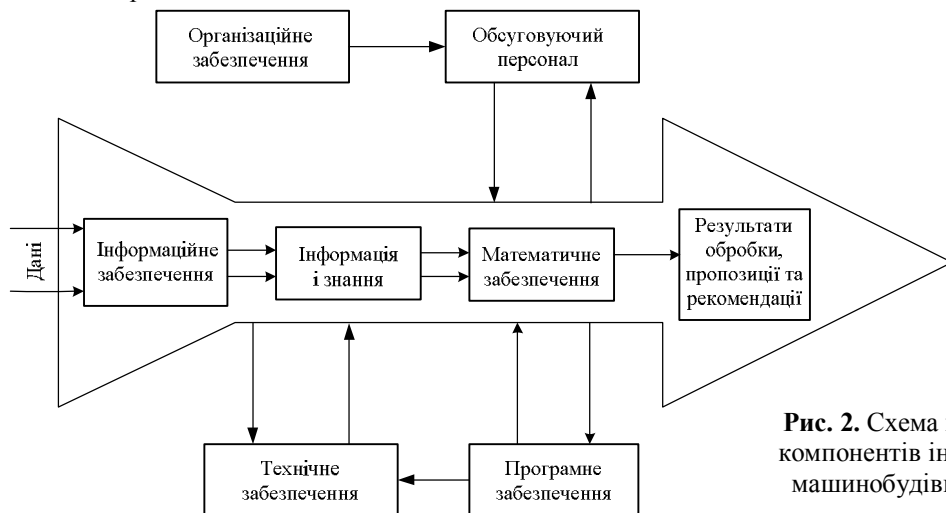 Організаційне
забезпечення
Обсуговуючий
персонал
Дані
Інформаційне
забезпечення
Інформація
і знання
Математичне
забезпечення
Результати
обробки,
пропозиції та
рекомендації
Технічне
забезпечення
Програмне
забезпечення
Рис. 2. Схема
компонентів ін
машинобудів